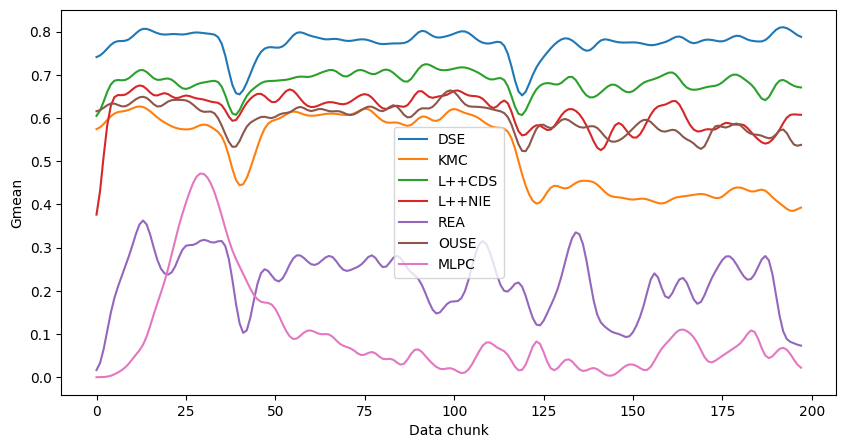 0.8
0.7
0.6
0.5
0.4
0.3
0.2
0.1
0.0
Gmean
DSE
KMC
L++CDS
L++NIE
REA
OUSE
MLPC
0 25 50 75 100 125 150 175 200
Data chunk